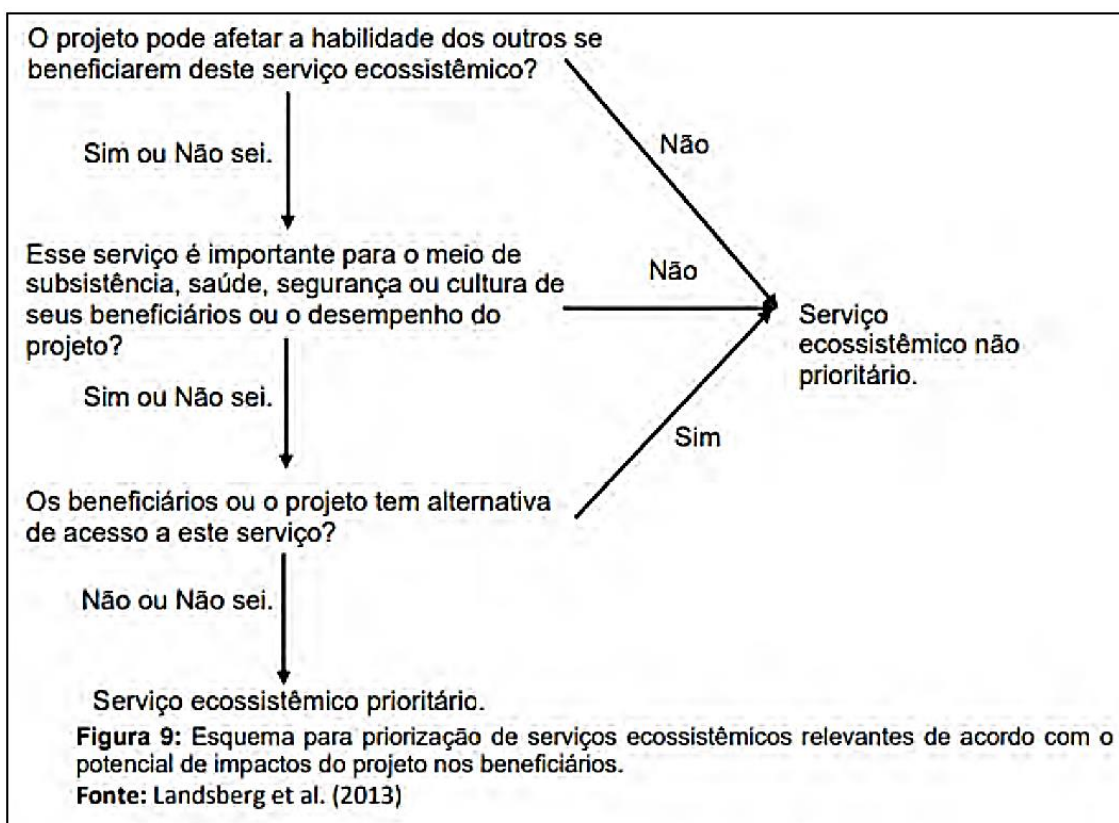 O projeto pode afetar a habilidade dos outros se
beneficiarem deste serviço ecossistêmico?
Não
Sim ou Não sei.
Esse serviço é importante para o meio de
subsistência, saúde, segurança ou cultura de
seus beneficiários ou o desempenho do
projeto?
Não
Serviço
ecossistêmico não
prioritário.
Sim ou Não sei.
Sim
Os beneficiários ou o projeto tem alternativa
de acesso a este serviço?
Não ou Não sei.
Serviço ecossistêmico prioritário.
Figura 9: Esquema para priorização de serviços ecossistêmicos relevantes de acordo com o
potencial de impactos do projeto nos beneficiários.
Fonte: Landsberg et al. (2013)